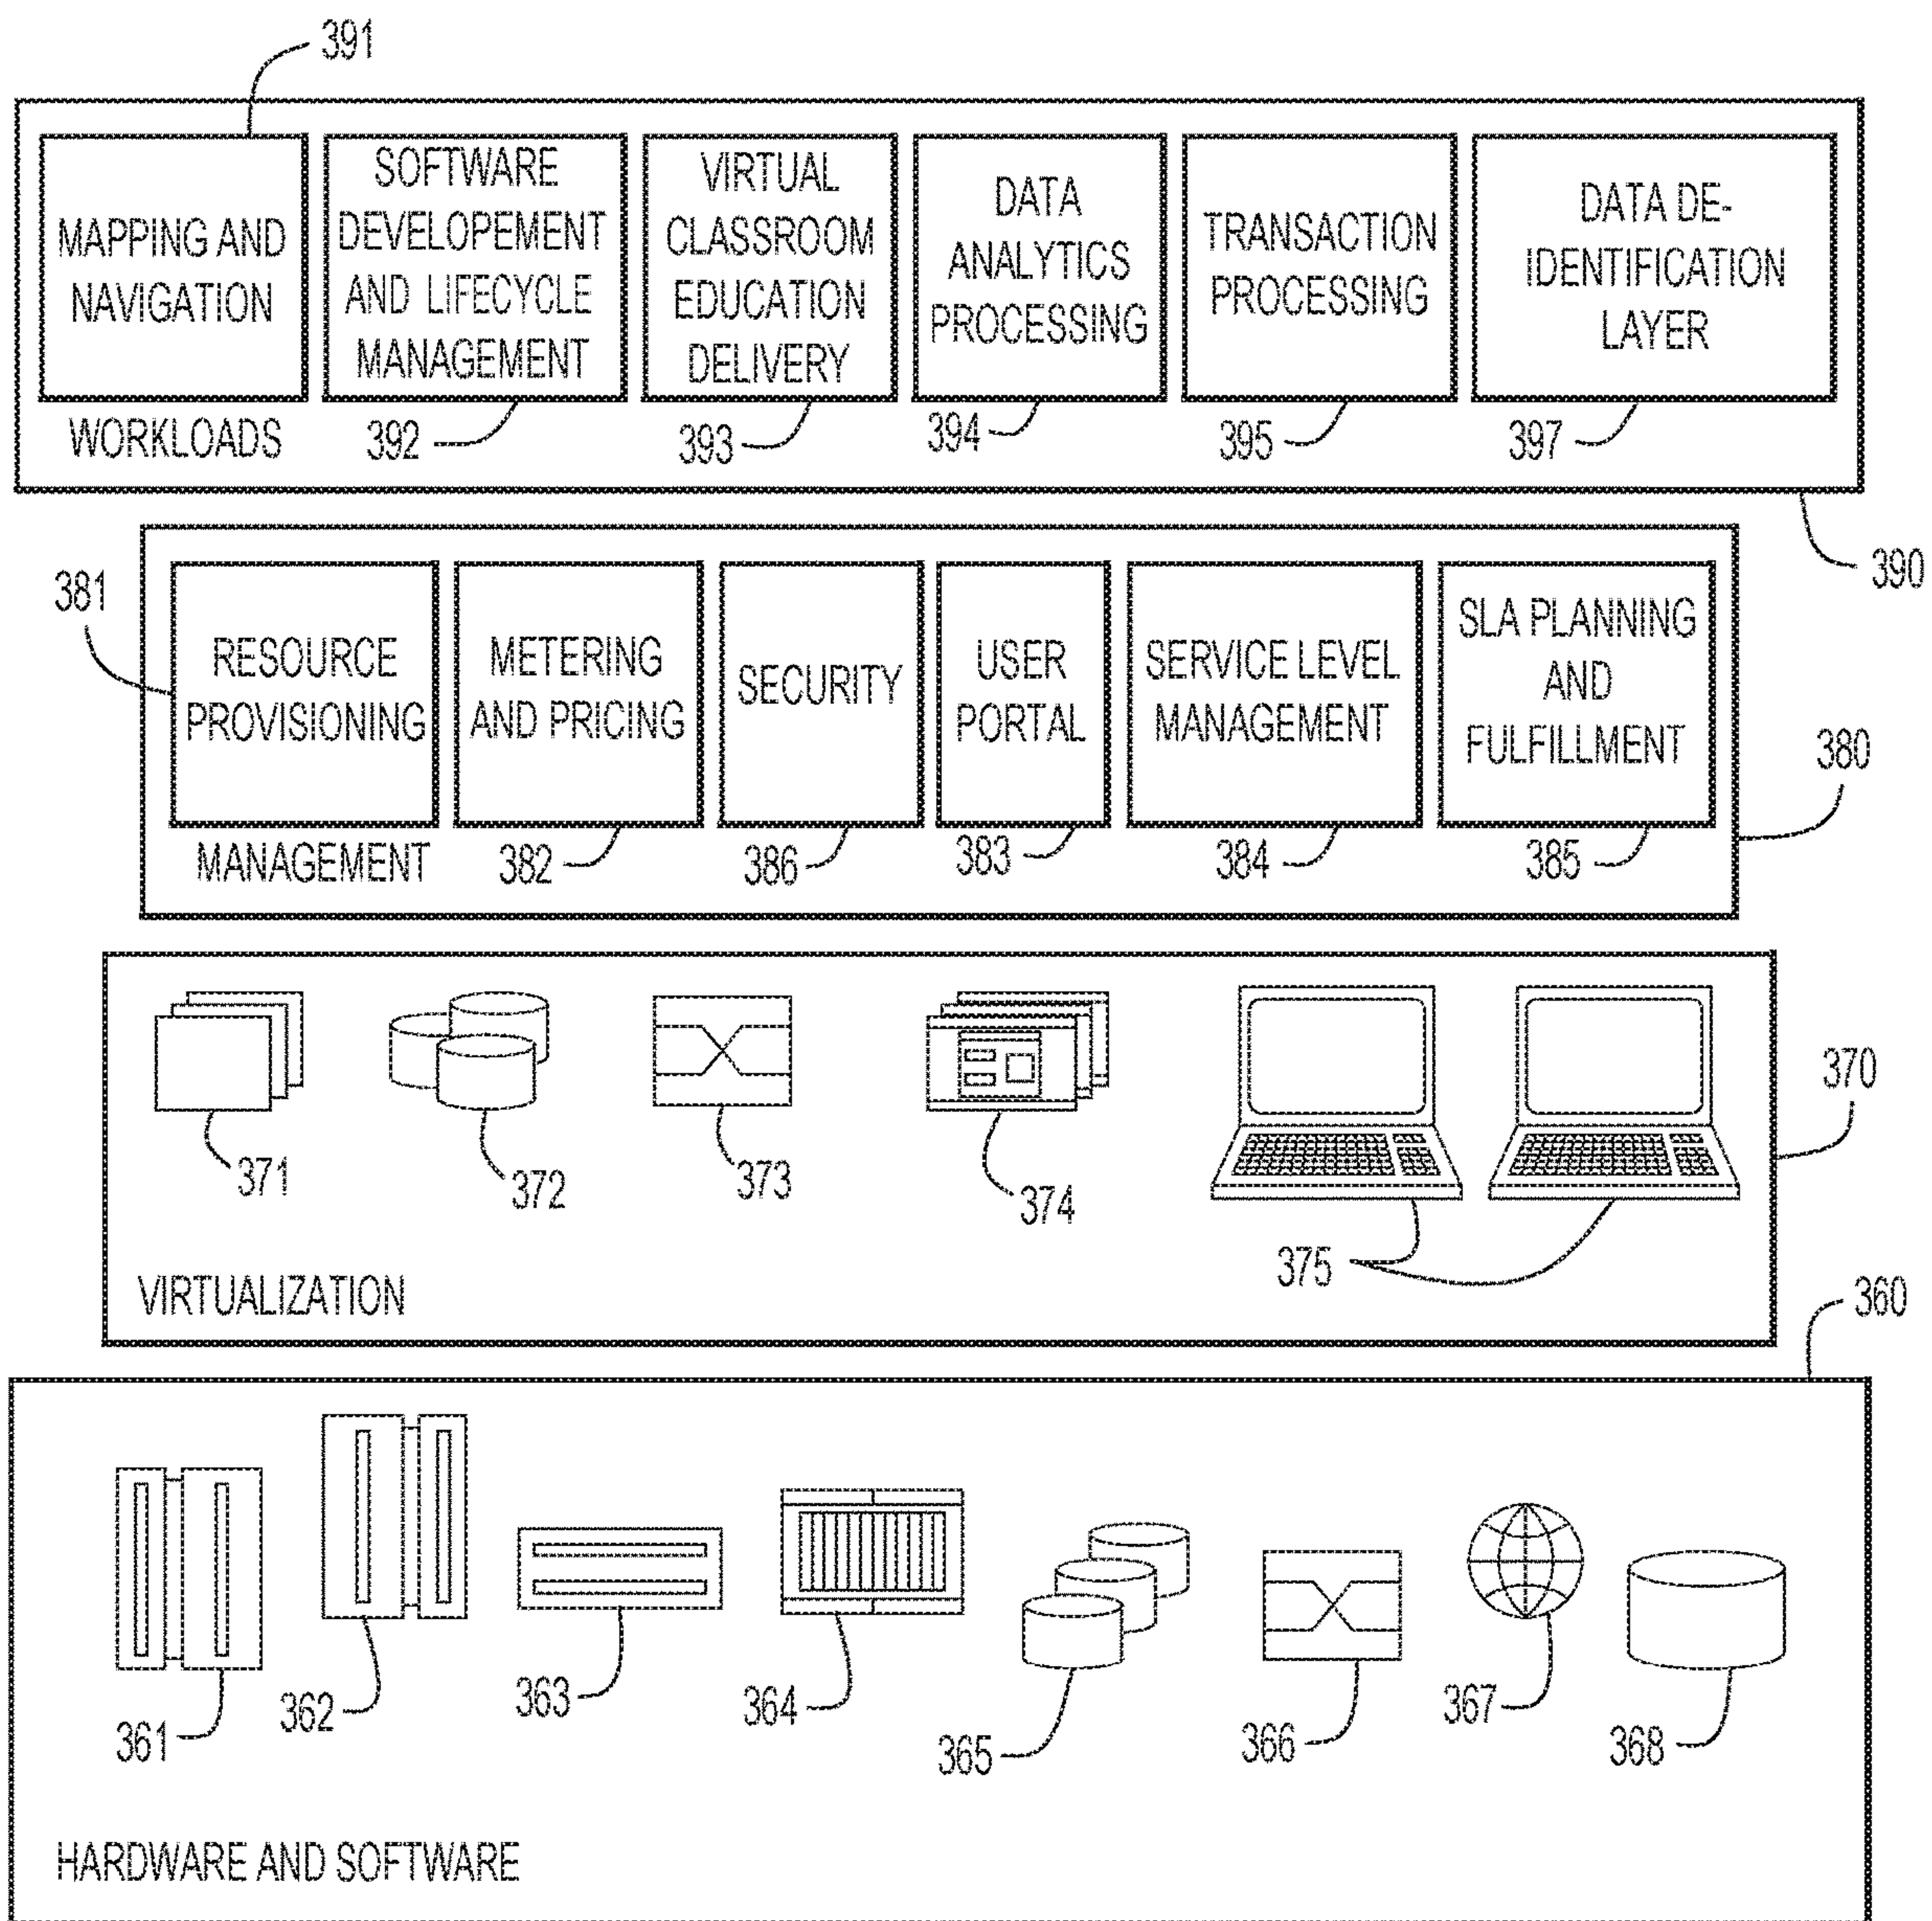 391
MAPPING AND
NAVIGATION
SOFTWARE
DEVELOPEMENT
AND LIFECYCLE
MANAGEMENT
VIRTUAL
CLASSROOM
EDUCATION
DELIVERY
DATA
ANALYTICS
PROCESSING
TRANSACTION
PROCESSING
DATA DE-
IDENTIFICATION
LAYER
WORKLOADS
392
393
394
395
397
390
381
RESOURCE
PROVISIONING
METERING
AND PRICING
SECURITY
USER
PORTAL
SERVICE LEVEL
MANAGEMENT
SLA PLANNING
AND
FULFILLMENT
380
MANAGEMENT
382
386
383
384
385
370
371
372
373
374
375
VIRTUALIZATION
360
361
362
363
364
365
366
367
368
HARDWARE AND SOFTWARE